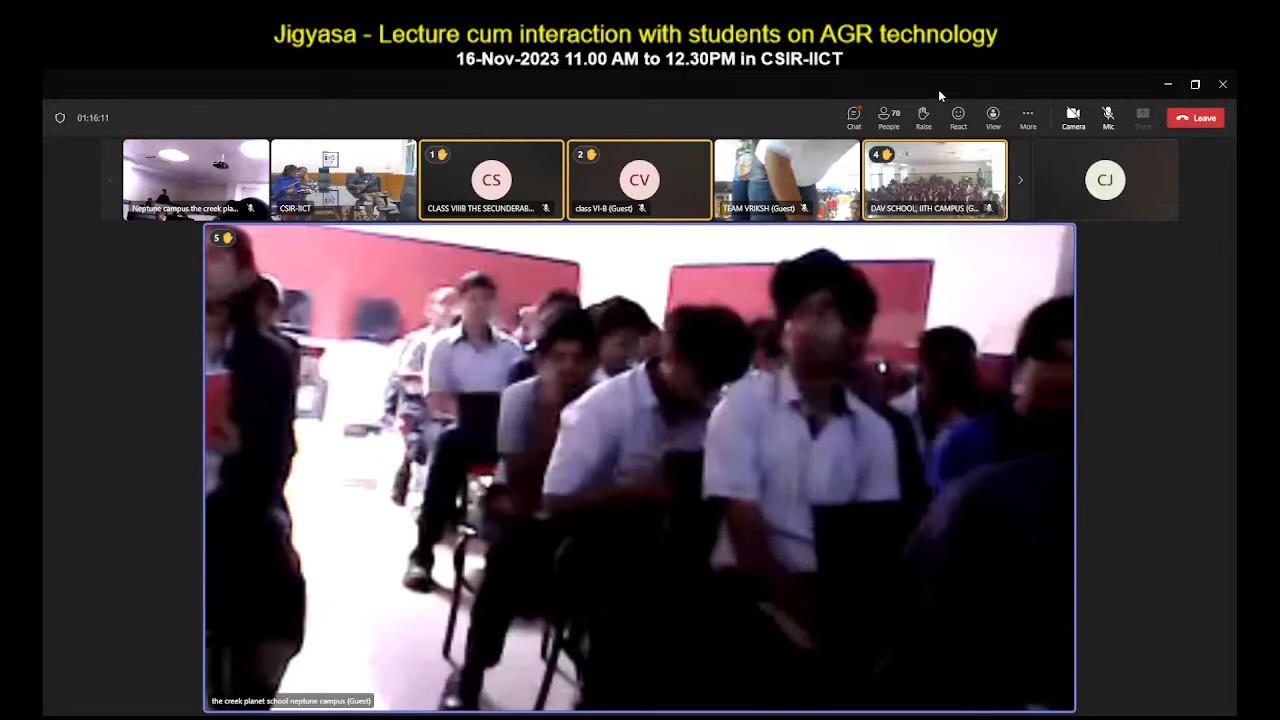 Jigyasa - Lecture cum interaction with students on AGR technology
16-Nov-2023 11.00 AM to 12.30PM in CSIR-IICT
01:16:11
70
Chat People Raise React View More Camera Mic Share Leave
1 2 4
CS CV CJ
Neptune campus the creek pla... CSIR-IICT CLASS VIIIB THE SECUNDERAB... class VI-B (Guest) TEAM VRIKSH (Guest) DAV SCHOOL, IITH CAMPUS (G...
5
the creek planet school neptune campus (Guest)